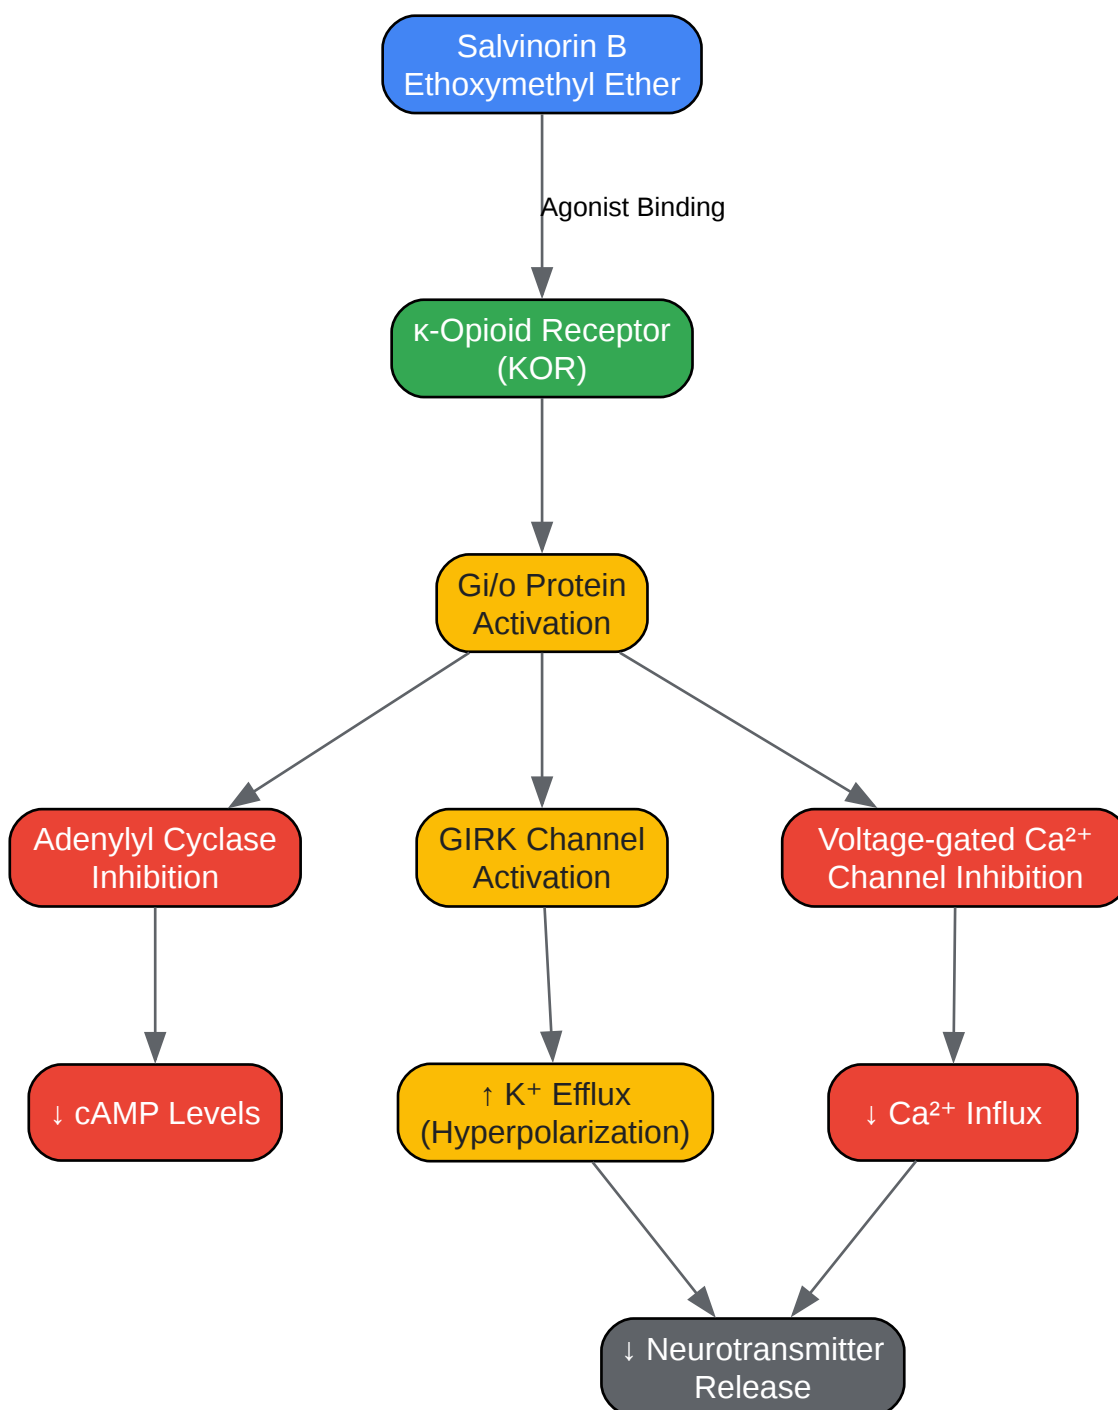 Salvinorin B
Ethoxymethyl Ether
Agonist Binding
κ-Opioid Receptor
(KOR)
Gi/o Protein
Activation
Adenylyl Cyclase
Inhibition
GIRK Channel
Activation
Voltage-gated Ca²⁺
Channel Inhibition
↓ cAMP Levels
↑ K⁺ Efflux
(Hyperpolarization)
↓ Ca²⁺ Influx
↓ Neurotransmitter
Release